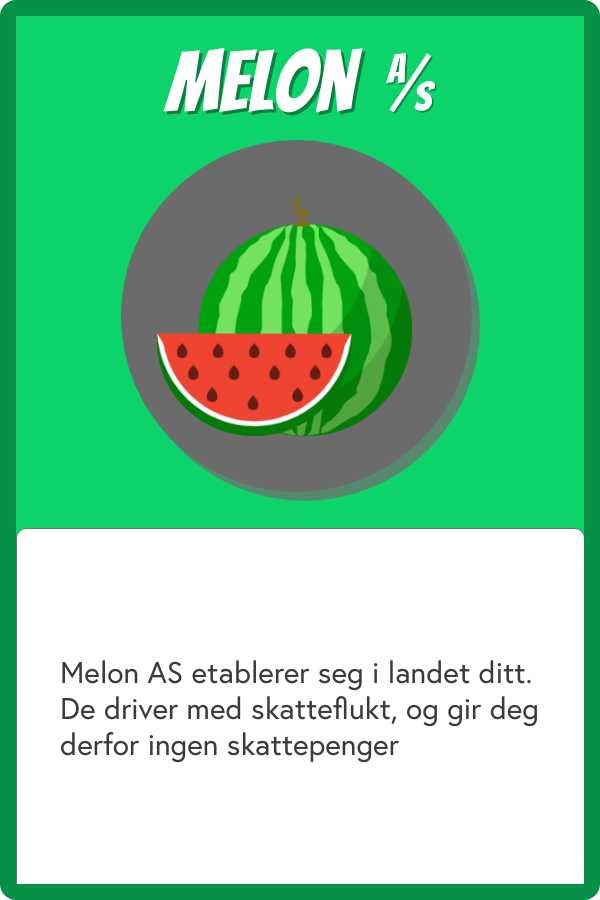 MELON A/S
Melon AS etablerer seg i landet ditt.
De driver med skatteflukt, og gir deg
derfor ingen skattepenger